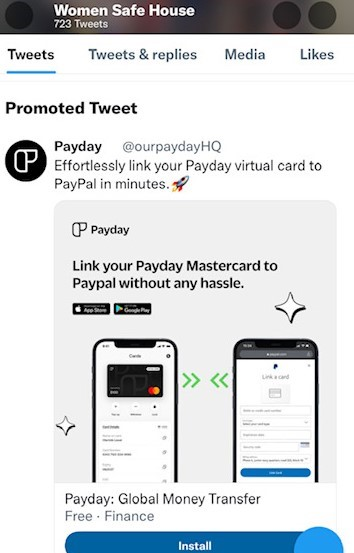 Women Safe House
723 Tweets
Tweets Tweets & replies Media Likes
Promoted Tweet
Payday @ourpaydayHQ
Effortlessly link your Payday virtual card to
PayPal in minutes.🚀
Payday
Link your Payday Mastercard to
Paypal without any hassle.
App Store Google Play
Cards
Link a card
Payday: Global Money Transfer
Free · Finance
Install